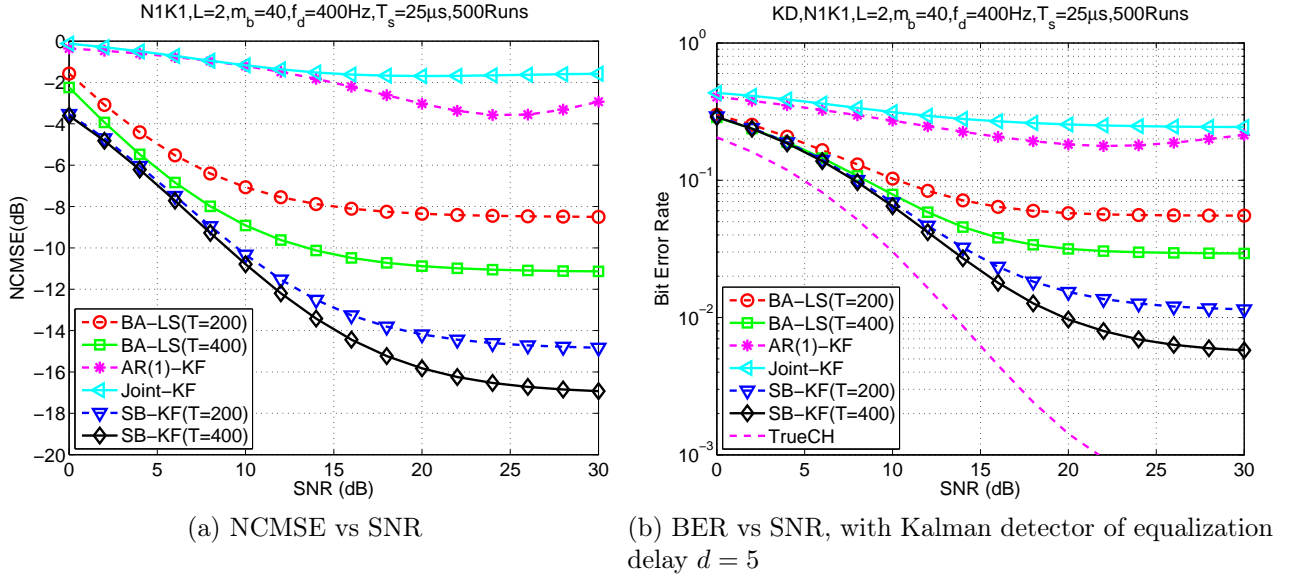 N1K1,L=2,m_b=40,f_d=400Hz,T_s=25μs,500Runs
0
−2
−4
−6
−8
−10
−12
−14
−16
−18
−20
NCMSE(dB)
BA−LS(T=200)
BA−LS(T=400)
AR(1)−KF
Joint−KF
SB−KF(T=200)
SB−KF(T=400)
0 5 10 15 20 25 30
SNR (dB)
(a) NCMSE vs SNR
KD,N1K1,L=2,m_b=40,f_d=400Hz,T_s=25μs,500Runs
10^0
10^−1
10^−2
10^−3
Bit Error Rate
BA−LS(T=200)
BA−LS(T=400)
AR(1)−KF
Joint−KF
SB−KF(T=200)
SB−KF(T=400)
TrueCH
0 5 10 15 20 25 30
SNR (dB)
(b) BER vs SNR, with Kalman detector of equalization
delay d = 5